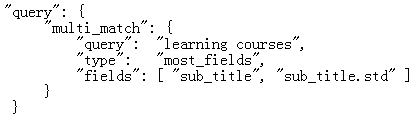 "query": {
    "multi_match": {
        "query":  "learning courses",
        "type":   "most_fields",
        "fields": [ "sub_title", "sub_title.std" ]
    }
}